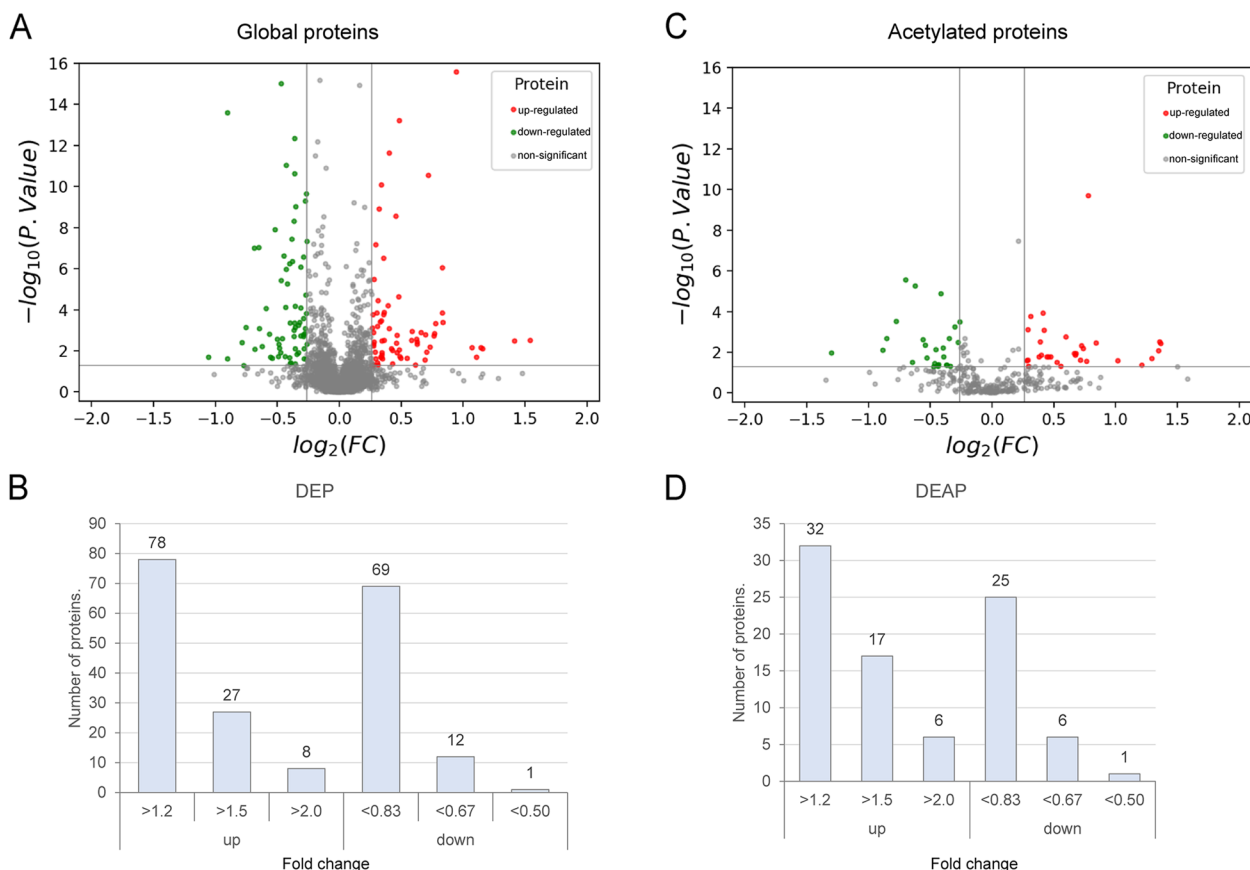 A
Global proteins
16
14
12
10
8
6
4
2
0
−log10(P.Value)
Protein
up-regulated
down-regulated
non-significant
−2.0 −1.5 −1.0 −0.5 0.0 0.5 1.0 1.5 2.0
log2(FC)
C
Acetylated proteins
16
14
12
10
8
6
4
2
0
−log10(P.Value)
Protein
up-regulated
down-regulated
non-significant
−2.0 −1.5 −1.0 −0.5 0.0 0.5 1.0 1.5 2.0
log2(FC)
B
DEP
90
80
70
60
50
40
30
20
10
0
Number of proteins.
78
27
8
69
12
1
>1.2 >1.5 >2.0 <0.83 <0.67 <0.50
up down
Fold change
D
DEAP
35
30
25
20
15
10
5
0
Number of proteins.
32
17
6
25
6
1
>1.2 >1.5 >2.0 <0.83 <0.67 <0.50
up down
Fold change